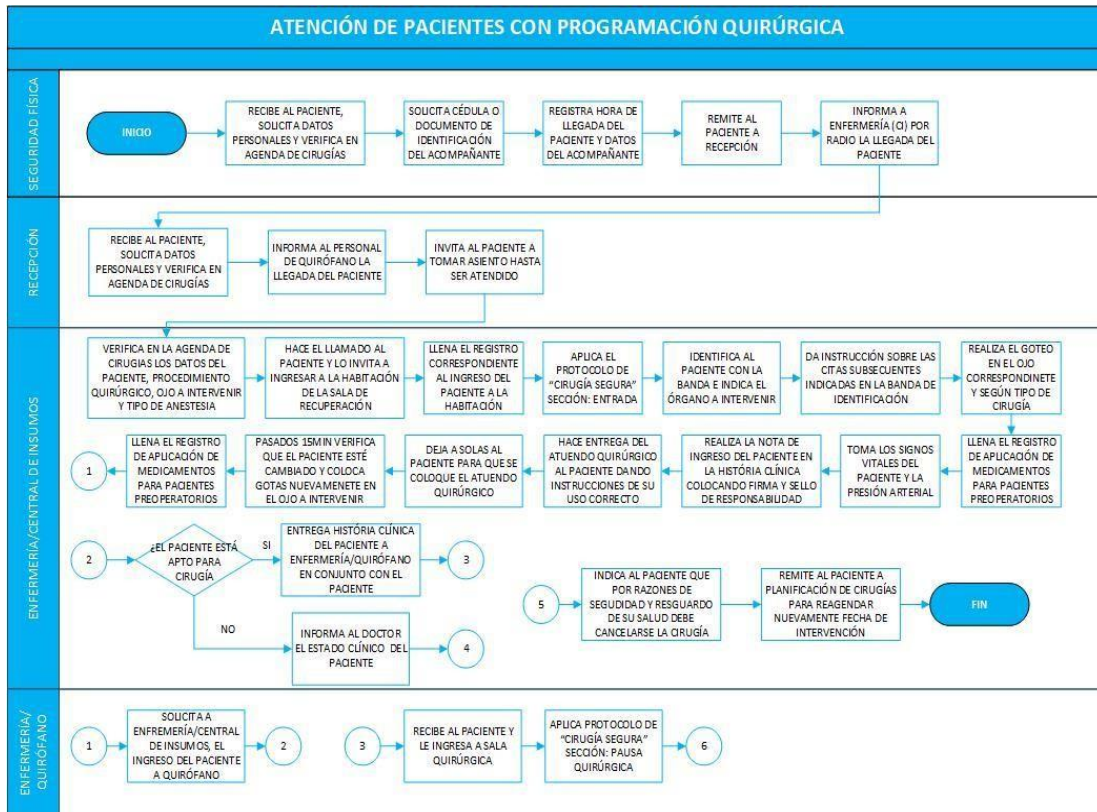 ATENCIÓN DE PACIENTES CON PROGRAMACIÓN QUIRÚRGICA
SEGURIDAD FÍSICA
INICIO
RECIBE AL PACIENTE,
SOLICITA DATOS
PERSONALES Y VERIFICA EN
AGENDA DE CIRUGÍAS
SOLICITA CÉDULA O
DOCUMENTO DE
IDENTIFICACIÓN
DEL ACOMPAÑANTE
REGISTRA HORA DE
LLEGADA DEL
PACIENTE Y DATOS
DEL ACOMPAÑANTE
REMITE AL
PACIENTE A
RECEPCIÓN
INFORMA A
ENFERMERÍA (CI) POR
RADIO LA LLEGADA DEL
PACIENTE
RECEPCIÓN
RECIBE AL PACIENTE,
SOLICITA DATOS
PERSONALES Y VERIFICA EN
AGENDA DE CIRUGÍAS
INFORMA AL PERSONAL
DE QUIRÓFANO LA
LLEGADA DEL PACIENTE
INVITA AL PACIENTE A
TOMAR ASIENTO HASTA
SER ATENDIDO
ENFERMERÍA/CENTRAL DE INSUMOS
VERIFICA EN LA AGENDA DE
CIRUGIAS LOS DATOS DEL
PACIENTE, PROCEDIMIENTO
QUIRÚRGICO, OJO A INTERVENIR
Y TIPO DE ANESTESIA
HACE EL LLAMADO AL
PACIENTE Y LO INVITA A
INGRESAR A LA HABITACIÓN
DE LA SALA DE
RECUPERACIÓN
LLENA EL REGISTRO
CORRESPONDIENTE
AL INGRESO DEL
PACIENTE A LA
HABITACIÓN
APLICA EL
PROTOCOLO DE
"CIRUGÍA SEGURA"
SECCIÓN: ENTRADA
IDENTIFICA AL
PACIENTE CON LA
BANDA E INDICA EL
ÓRGANO A INTERVENIR
DA INSTRUCCIÓN SOBRE LAS
CITAS SUBSECUENTES
INDICADAS EN LA BANDA DE
IDENTIFICACIÓN
REALIZA EL GOTEO
EN EL OJO
CORRESPONDINETE
Y SEGÚN TIPO DE
CIRUGÍA
1
LLENA EL REGISTRO
DE APLICACIÓN DE
MEDICAMENTOS
PARA PACIENTES
PREOPERATORIOS
PASADOS 15MIN VERIFICA
QUE EL PACIENTE ESTÉ
CAMBIADO Y COLOCA
GOTAS NUEVAMENETE EN
EL OJO A INTERVENIR
DEJA A SOLAS AL
PACIENTE PARA QUE SE
COLOQUE EL ATUENDO
QUIRÚRGICO
HACE ENTREGA DEL
ATUENDO QUIRÚRGICO
AL PACIENTE DANDO
INSTRUCCIONES DE SU
USO CORRECTO
REALIZA LA NOTA DE
INGRESO DEL PACIENTE EN
LA HISTÓRIA CLÍNICA
COLOCANDO FIRMA Y SELLO
DE RESPONSABILIDAD
TOMA LOS SIGNOS
VITALES DEL
PACIENTE Y LA
PRESIÓN ARTERIAL
LLENA EL REGISTRO
DE APLICACIÓN DE
MEDICAMENTOS
PARA PACIENTES
PREOPERATORIOS
2
¿EL PACIENTE ESTÁ
APTO PARA
CIRUGÍA?
SI
ENTREGA HISTÓRIA CLÍNICA
DEL PACIENTE A
ENFERMERÍA/QUIRÓFANO
EN CONJUNTO CON EL
PACIENTE
3
NO
INFORMA AL DOCTOR
EL ESTADO CLÍNICO DEL
PACIENTE
4
5
INDICA AL PACIENTE QUE
POR RAZONES DE
SEGUDIDAD Y RESGUARDO
DE SU SALUD DEBE
CANCELARSE LA CIRUGÍA
REMITE AL PACIENTE A
PLANIFICACIÓN DE CIRUGÍAS
PARA REAGENDAR
NUEVAMENTE FECHA DE
INTERVENCIÓN
FIN
ENFERMERÍA/
QUIRÓFANO
1
SOLICITA A
ENFREMERÍA/CENTRAL
DE INSUMOS, EL
INGRESO DEL PACIENTE
A QUIRÓFANO
2
3
RECIBE AL PACIENTE Y
LE INGRESA A SALA
QUIRÚRGICA
APLICA PROTOCOLO DE
"CIRUGÍA SEGURA"
SECCIÓN: PAUSA
QUIRÚRGICA
6